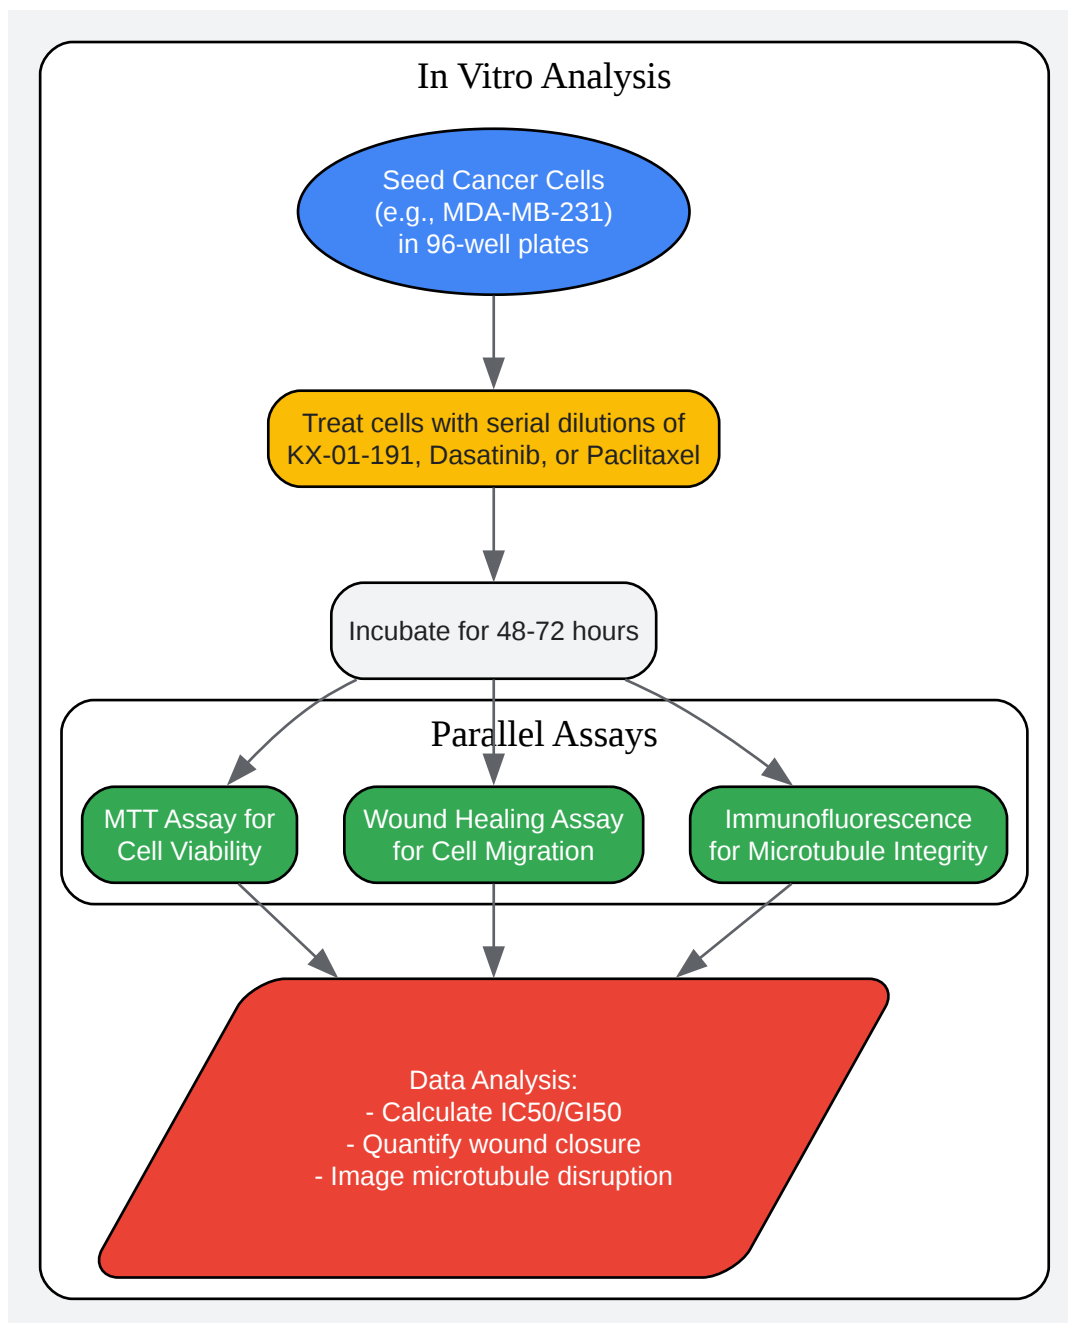 In Vitro Analysis
Seed Cancer Cells
(e.g., MDA-MB-231)
in 96-well plates
Treat cells with serial dilutions of
KX-01-191, Dasatinib, or Paclitaxel
Incubate for 48-72 hours
Parallel Assays
MTT Assay for
Cell Viability
Wound Healing Assay
for Cell Migration
Immunofluorescence
for Microtubule Integrity
Data Analysis:
- Calculate IC50/GI50
- Quantify wound closure
- Image microtubule disruption